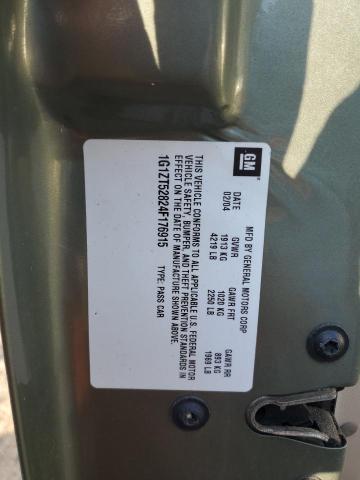 GM
MFD BY GENERAL MOTORS CORP
DATE GVWR GAWR FRT GAWR RR
02/04 1913 KG 1020 KG 893 KG
4219 LB 2250 LB 1969 LB
THIS VEHICLE CONFORMS TO ALL APPLICABLE U.S. FEDERAL MOTOR
VEHICLE SAFETY, BUMPER, AND THEFT PREVENTION STANDARDS IN
EFFECT ON THE DATE OF MANUFACTURE SHOWN ABOVE.
1G1ZT52824F176915 TYPE: PASS CAR